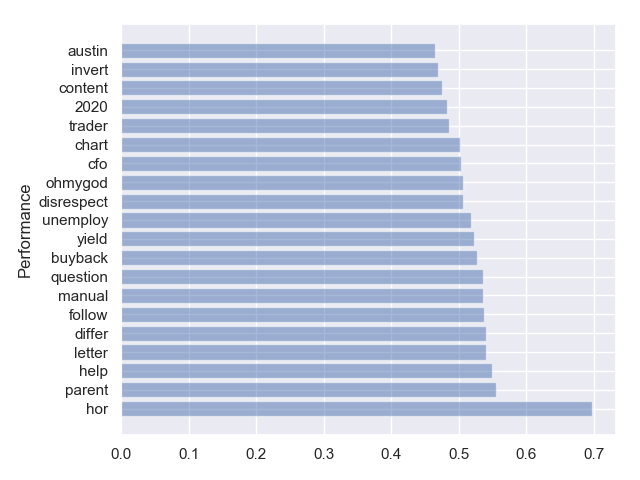 austin
invert
content
2020
trader
chart
cfo
ohmygod
disrespect
unemploy
yield
buyback
question
manual
follow
differ
letter
help
parent
hor
Performance
0.0 0.1 0.2 0.3 0.4 0.5 0.6 0.7